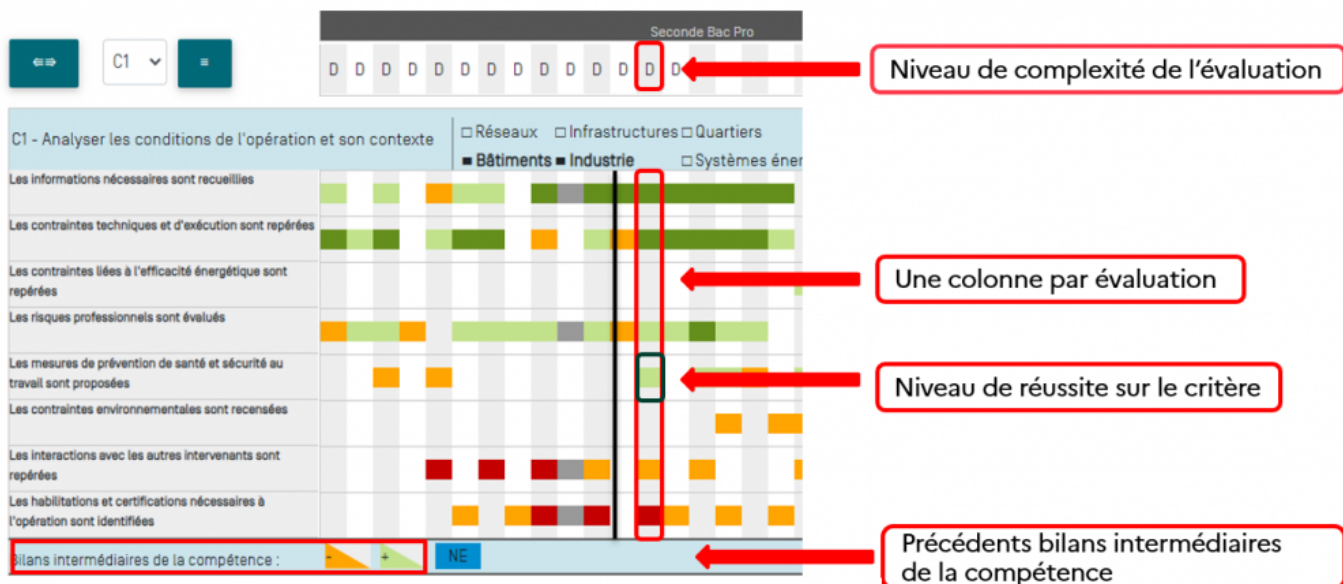 Seconde Bac Pro
⇐⇒ C1 ≡
D D D D D D D D D D D D D D
Niveau de complexité de l'évaluation
C1 - Analyser les conditions de l'opération et son contexte
□ Réseaux □ Infrastructures □ Quartiers
■ Bâtiments ■ Industrie □ Systèmes éner
Les informations nécessaires sont recueillies
Les contraintes techniques et d'exécution sont repérées
Les contraintes liées à l'efficacité énergétique sont
repérées
Une colonne par évaluation
Les risques professionnels sont évalués
Les mesures de prévention de santé et sécurité au
travail sont proposées
Niveau de réussite sur le critère
Les contraintes environnementales sont recensées
Les interactions avec les autres intervenants sont
repérées
Les habilitations et certifications nécessaires à
l'opération sont identifiées
Bilans intermédiaires de la compétence : - + NE
Précédents bilans intermédiaires
de la compétence